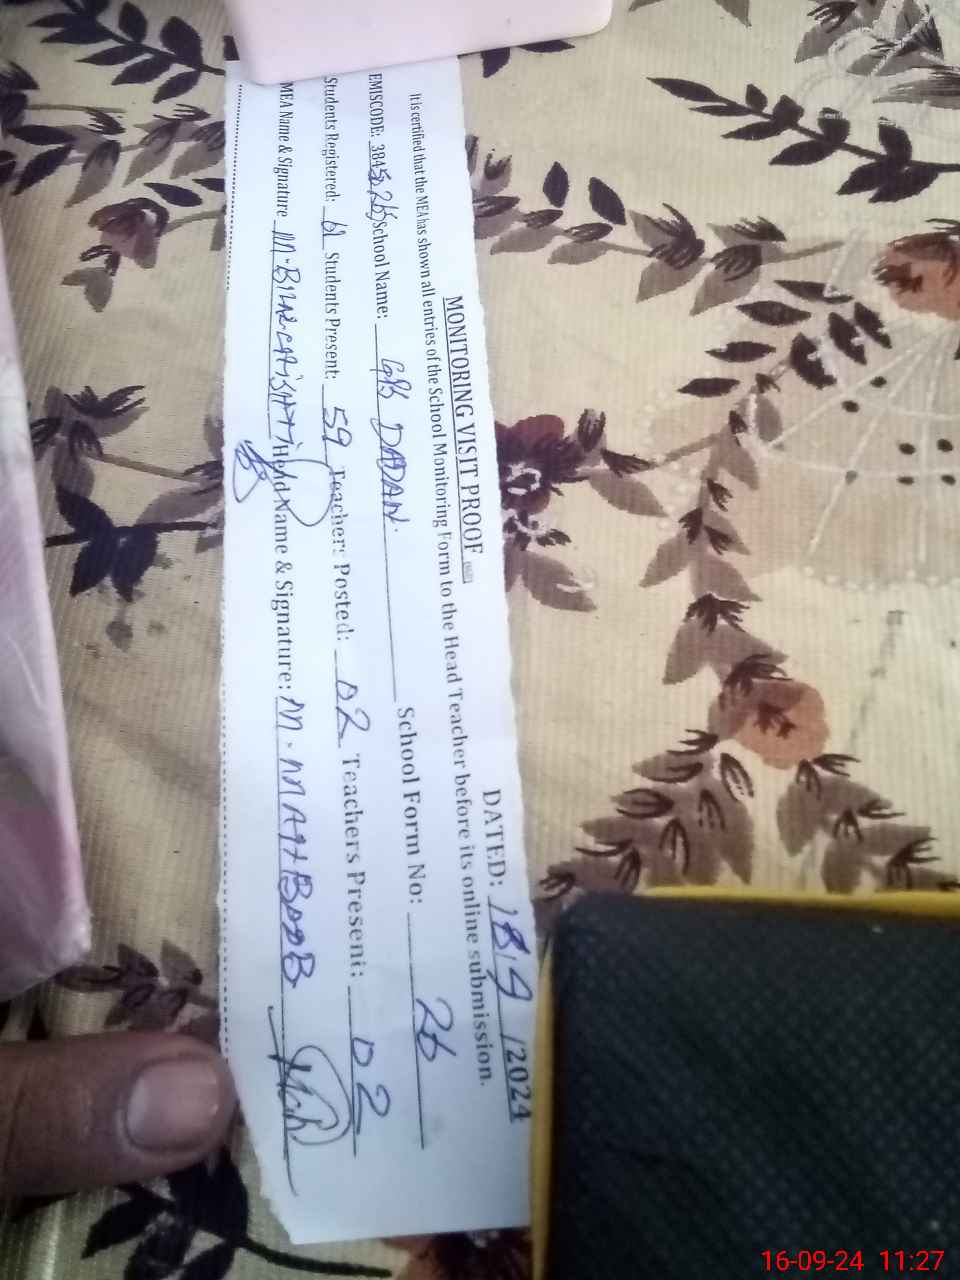 MONITORING VISIT PROOF
DATED: 18/9/2024
It is certified that the MEA has shown all entries of the School Monitoring Form to the Head Teacher before its online submission.
EMISCODE: 384 School Name: DADAN. School Form No: 26
Students Registered: 61 Students Present: 59 Teacher: Posted: 02 Teachers Present: 02
MEA Name & Signature M. Head Name & Signature: M.
16-09-24 11:27